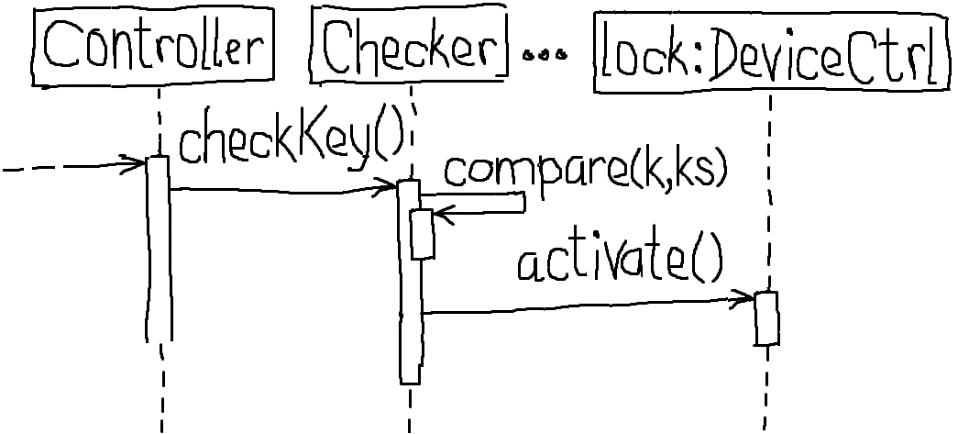 Controller Checker ... lock:DeviceCtrl
checkKey()
compare(k,ks)
activate()